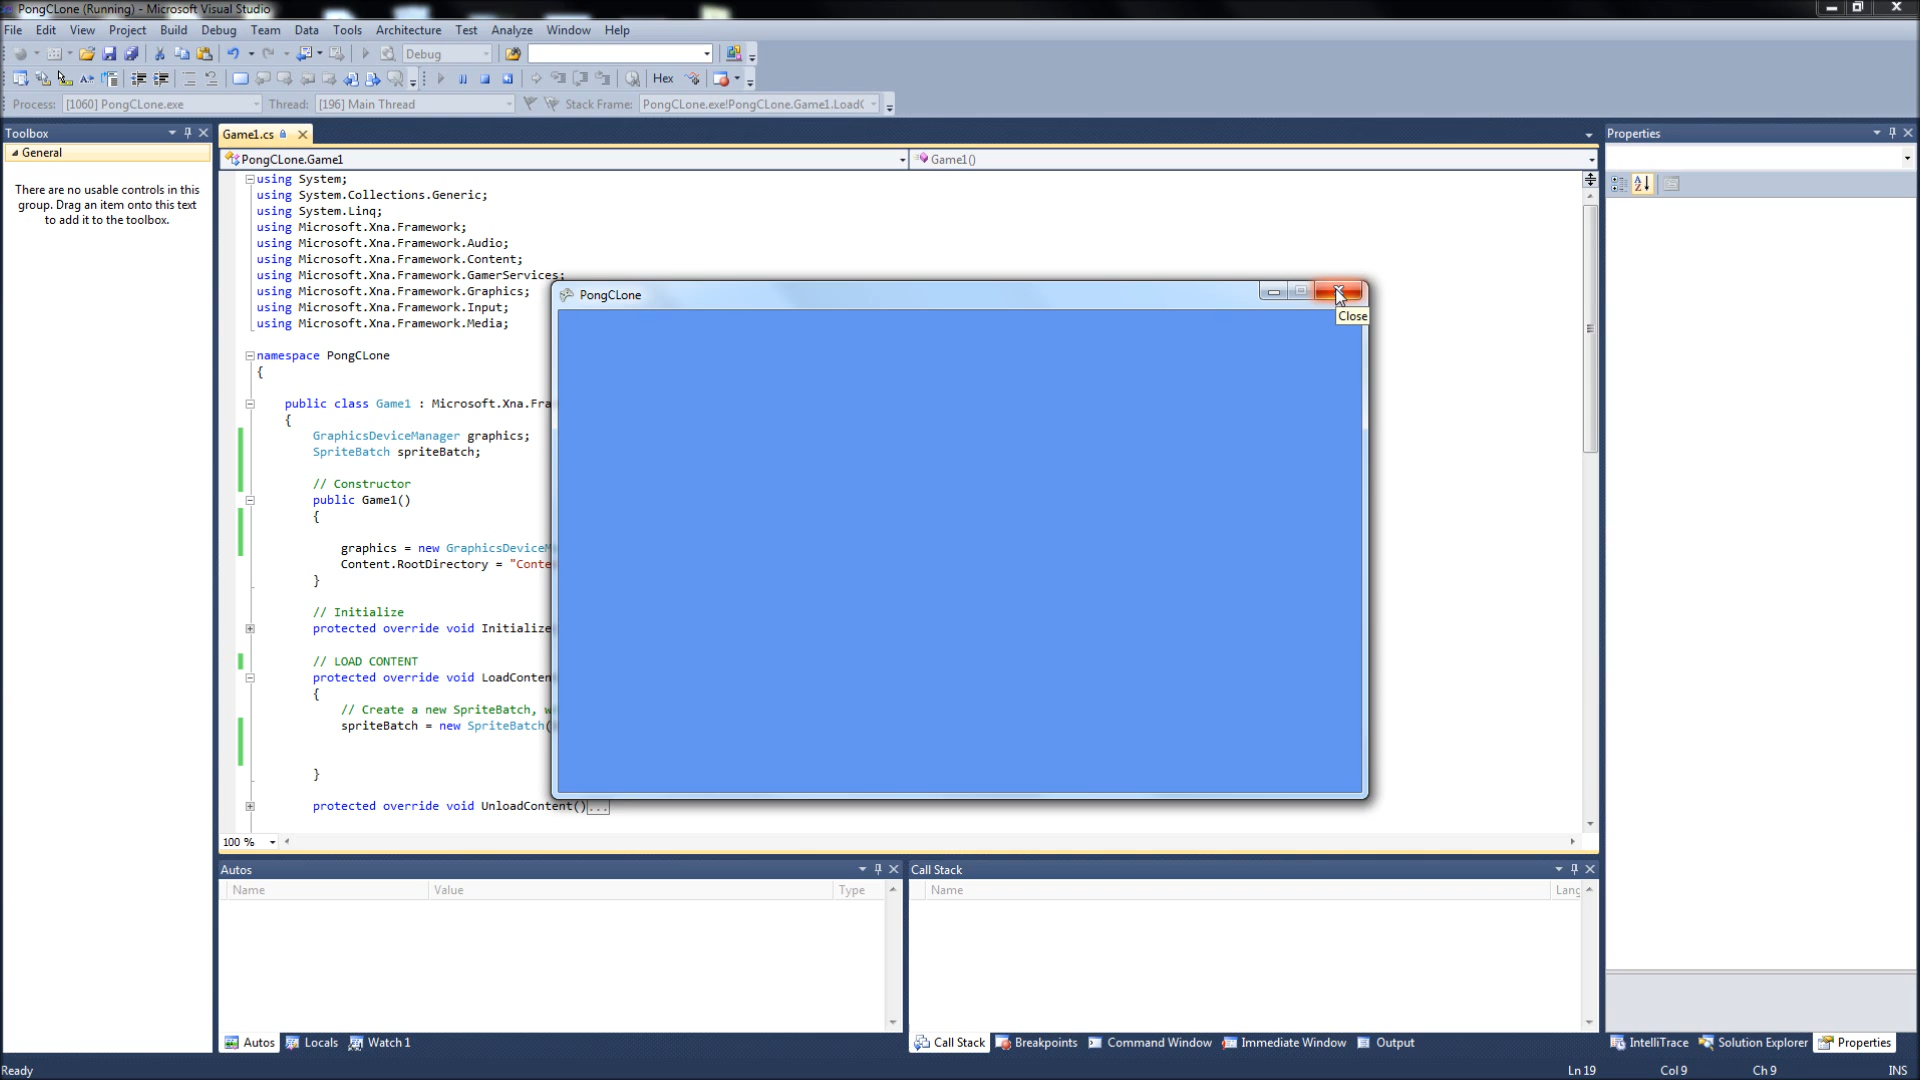 PongCLone (Running) - Microsoft Visual Studio
File Edit View Project Build Debug Team Data Tools Architecture Test Analyze Window Help
Debug
Hex
Process: [1060] PongCLone.exe Thread: [196] Main Thread Stack Frame: PongCLone.exe!PongCLone.Game1.Load(
Toolbox
General
There are no usable controls in this
group. Drag an item onto this text
to add it to the toolbox.
Game1.cs
PongCLone.Game1 Game1()
using System;
using System.Collections.Generic;
using System.Linq;
using Microsoft.Xna.Framework;
using Microsoft.Xna.Framework.Audio;
using Microsoft.Xna.Framework.Content;
using Microsoft.Xna.Framework.GamerServices;
using Microsoft.Xna.Framework.Graphics;
using Microsoft.Xna.Framework.Input;
using Microsoft.Xna.Framework.Media;
namespace PongCLone
{
public class Game1 : Microsoft.Xna.Fra
{
GraphicsDeviceManager graphics;
SpriteBatch spriteBatch;
// Constructor
public Game1()
{
graphics = new GraphicsDeviceM
Content.RootDirectory = "Conte
}
// Initialize
protected override void Initialize
// LOAD CONTENT
protected override void LoadConten
{
// Create a new SpriteBatch, w
spriteBatch = new SpriteBatch(
}
protected override void UnloadContent()...
100 %
PongCLone
Close
Properties
Autos
Name Value Type
Call Stack
Name Lang
Autos Locals Watch 1
Call Stack Breakpoints Command Window Immediate Window Output
IntelliTrace Solution Explorer Properties
Ready Ln 19 Col 9 Ch 9 INS